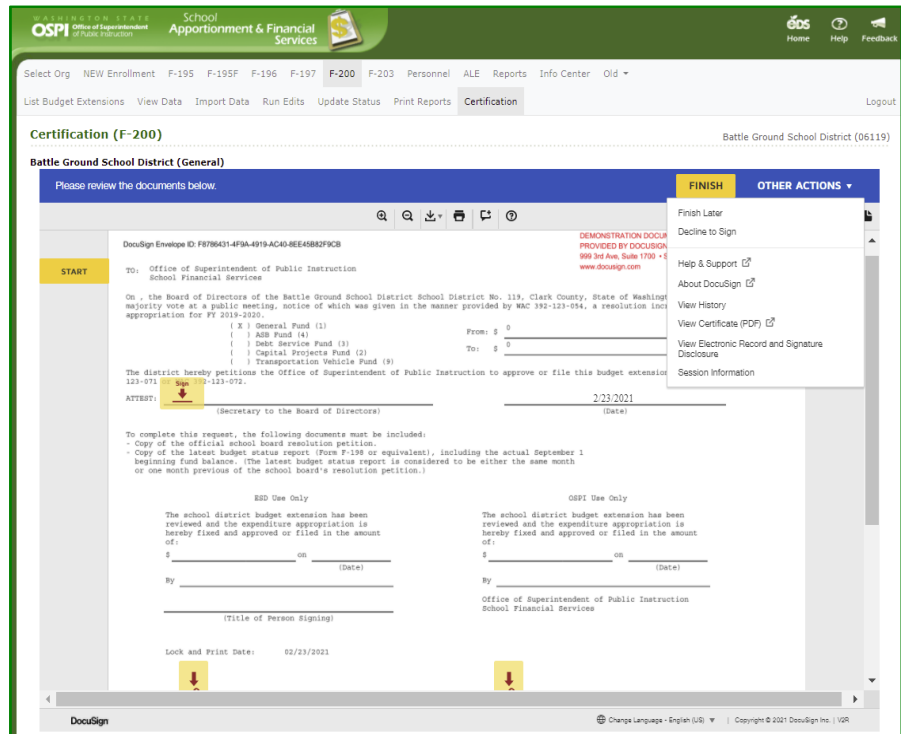 WASHINGTON STATE
OSPI Office of Superintendent of Public Instruction
School
Apportionment & Financial
Services
ëDS
Home Help Feedback
Select Org NEW Enrollment F-195 F-195F F-196 F-197 F-200 F-203 Personnel ALE Reports Info Center Old
List Budget Extensions View Data Import Data Run Edits Update Status Print Reports Certification Logout
Certification (F-200)
Battle Ground School District (06119)
Battle Ground School District (General)
Please review the documents below.
FINISH OTHER ACTIONS
Finish Later
Decline to Sign
Help & Support
About DocuSign
View History
View Certificate (PDF)
View Electronic Record and Signature
Disclosure
Session Information
DocuSign Envelope ID: F8786431-4F9A-4919-AC40-8EE45B82F9CB
DEMONSTRATION DOCU
PROVIDED BY DOCUSIGN
999 3rd Ave, Suite 1700 • S
www.docusign.com
START
TO: Office of Superintendent of Public Instruction
School Financial Services
On , the Board of Directors of the Battle Ground School District School District No. 119, Clark County, State of Washingt
majority vote at a public meeting, notice of which was given in the manner provided by WAC 392-123-054, a resolution incr
appropriation for FY 2019-2020.
( X ) General Fund (1)
( ) ASB Fund (4)
( ) Debt Service Fund (3)
( ) Capital Projects Fund (2)
( ) Transportation Vehicle Fund (9)
From: $ 0
To: $ 0
The district hereby petitions the Office of Superintendent of Public Instruction to approve or file this budget extension
123-071 or 392-123-072.
Sign
ATTEST:
2/23/2021
(Secretary to the Board of Directors) (Date)
To complete this request, the following documents must be included:
- Copy of the official school board resolution petition.
- Copy of the latest budget status report (Form F-198 or equivalent), including the actual September 1
beginning fund balance. (The latest budget status report is considered to be either the same month
or one month previous of the school board's resolution petition.)
ESD Use Only
The school district budget extension has been
reviewed and the expenditure appropriation is
hereby fixed and approved or filed in the amount
of:
$ on
(Date)
By
(Title of Person Signing)
OSPI Use Only
The school district budget extension has been
reviewed and the expenditure appropriation is
hereby fixed and approved or filed in the amount
of:
$ on
(Date)
By
Office of Superintendent of Public Instruction
School Financial Services
Lock and Print Date: 02/23/2021
DocuSign
Change Language - English (US) | Copyright © 2021 DocuSign Inc. | V2R